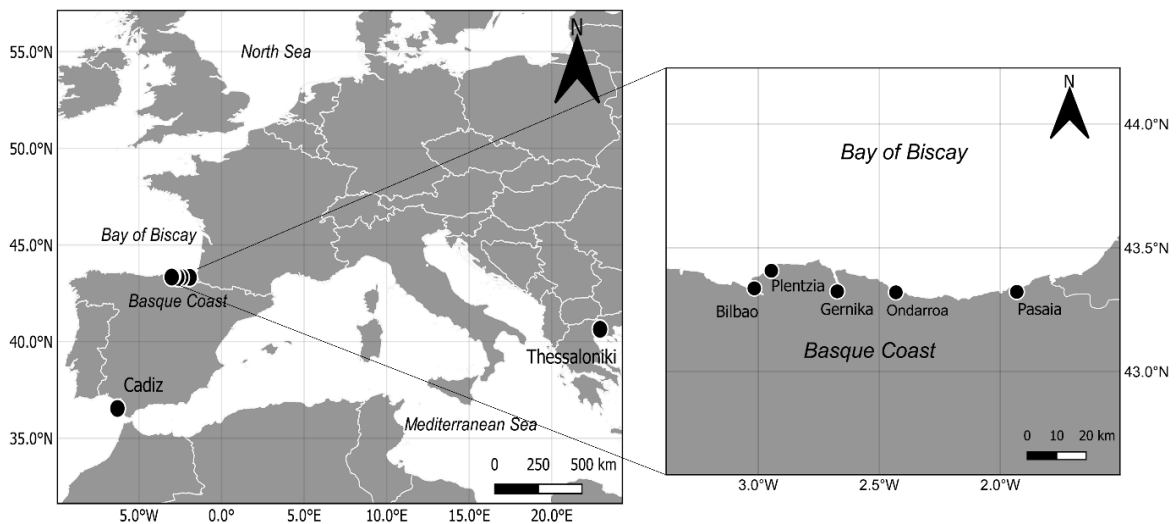 N
55.0°N
North Sea
50.0°N
45.0°N
Bay of Biscay
Basque Coast
40.0°N
Thessaloniki
Cadiz
35.0°N
Mediterranean Sea
0 250 500 km
5.0°W 0.0°E 5.0°E 10.0°E 15.0°E 20.0°E
N
44.0°N
Bay of Biscay
43.5°N
Plentzia
Bilbao Gernika Ondarroa Pasaia
Basque Coast
43.0°N
0 10 20 km
3.0°W 2.5°W 2.0°W